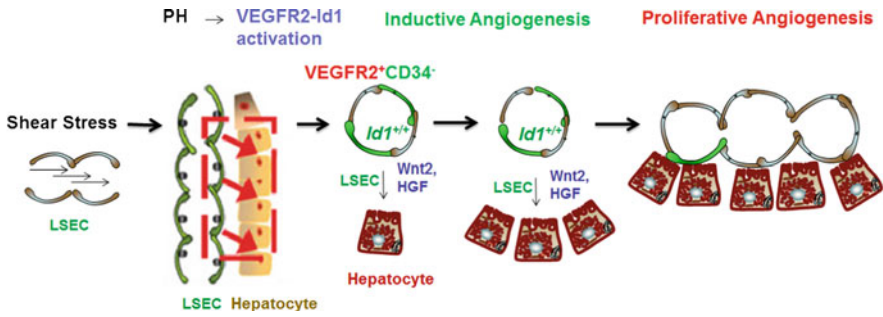 PH → VEGFR2-Id1 activation
Inductive Angiogenesis
Proliferative Angiogenesis
VEGFR2⁺CD34⁻
Shear Stress
LSEC
LSEC Hepatocyte
Id1⁺/⁺
Wnt2,
HGF
LSEC
Hepatocyte
Id1⁺/⁺
Wnt2,
HGF
LSEC